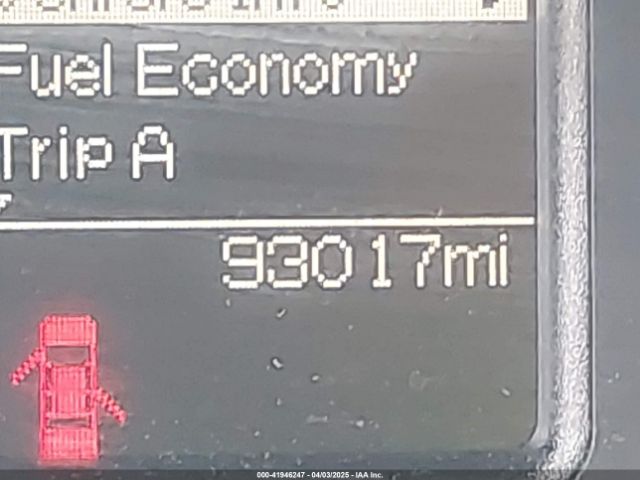 Fuel Economy
Trip A
93017mi
000-41946247 - 04/03/2025 - IAA Inc.